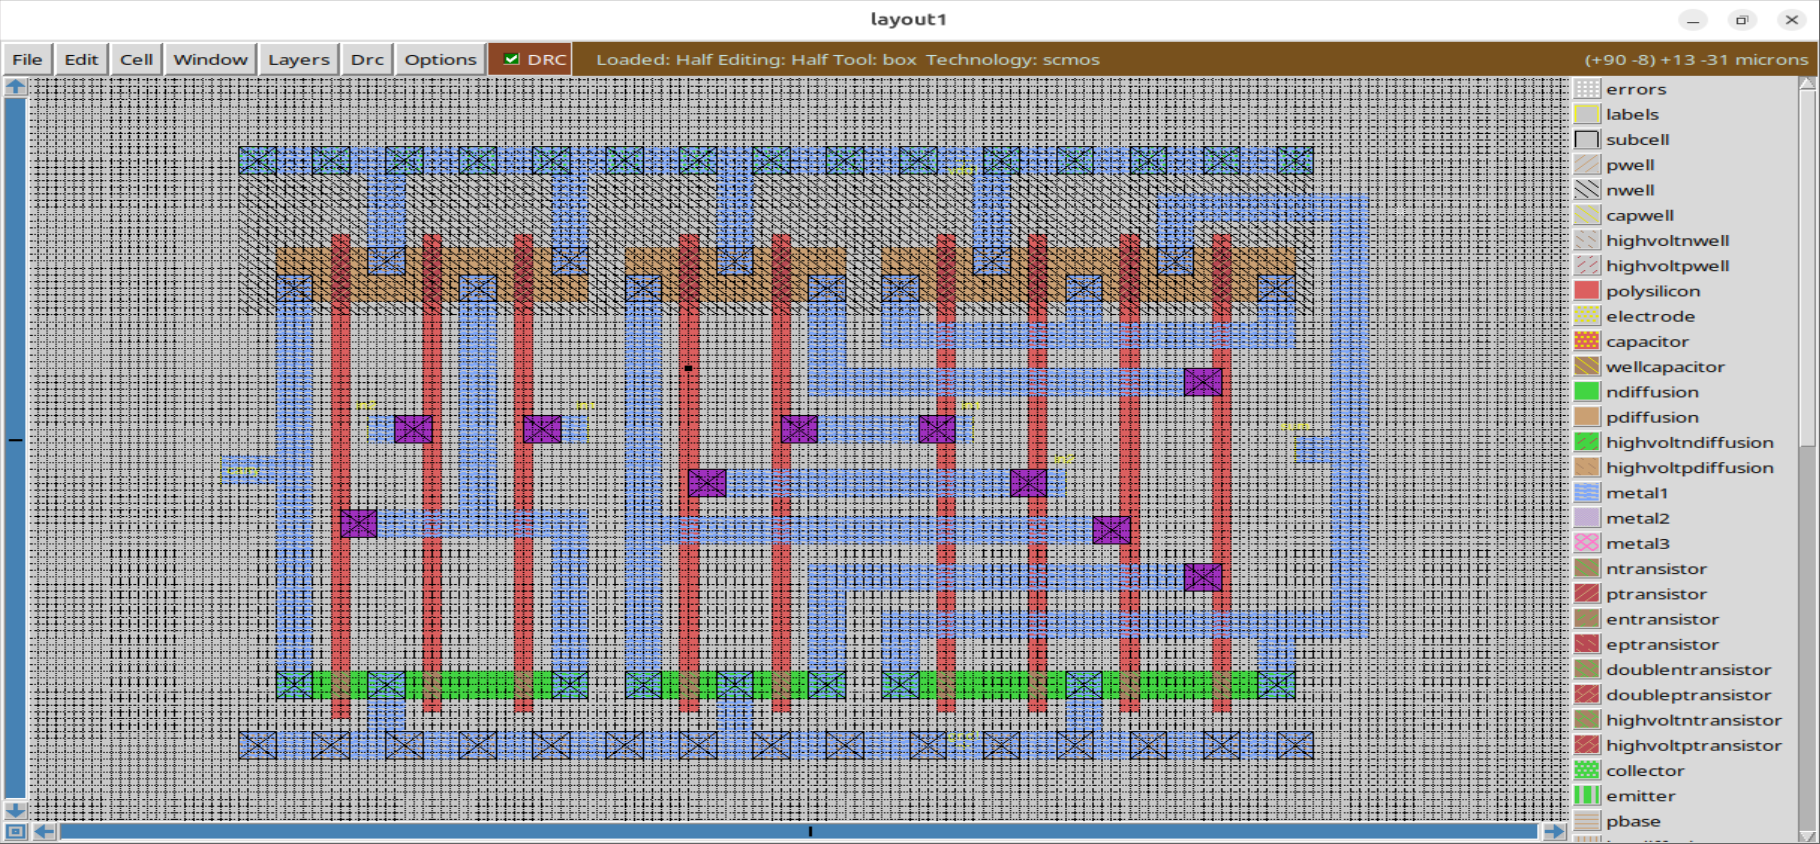 layout1
File Edit Cell Window Layers Drc Options DRC Loaded: Half Editing: Half Tool: box Technology: scmos (+90 -8) +13 -31 microns
errors
labels
subcell
pwell
nwell
capwell
highvoltnwell
highvoltpwell
polysilicon
electrode
capacitor
wellcapacitor
ndiffusion
pdiffusion
highvoltndiffusion
highvoltpdiffusion
metal1
metal2
metal3
ntransistor
ptransistor
entransistor
eptransistor
doublentransistor
doubleptransistor
highvoltntransistor
highvoltptransistor
collector
emitter
pbase